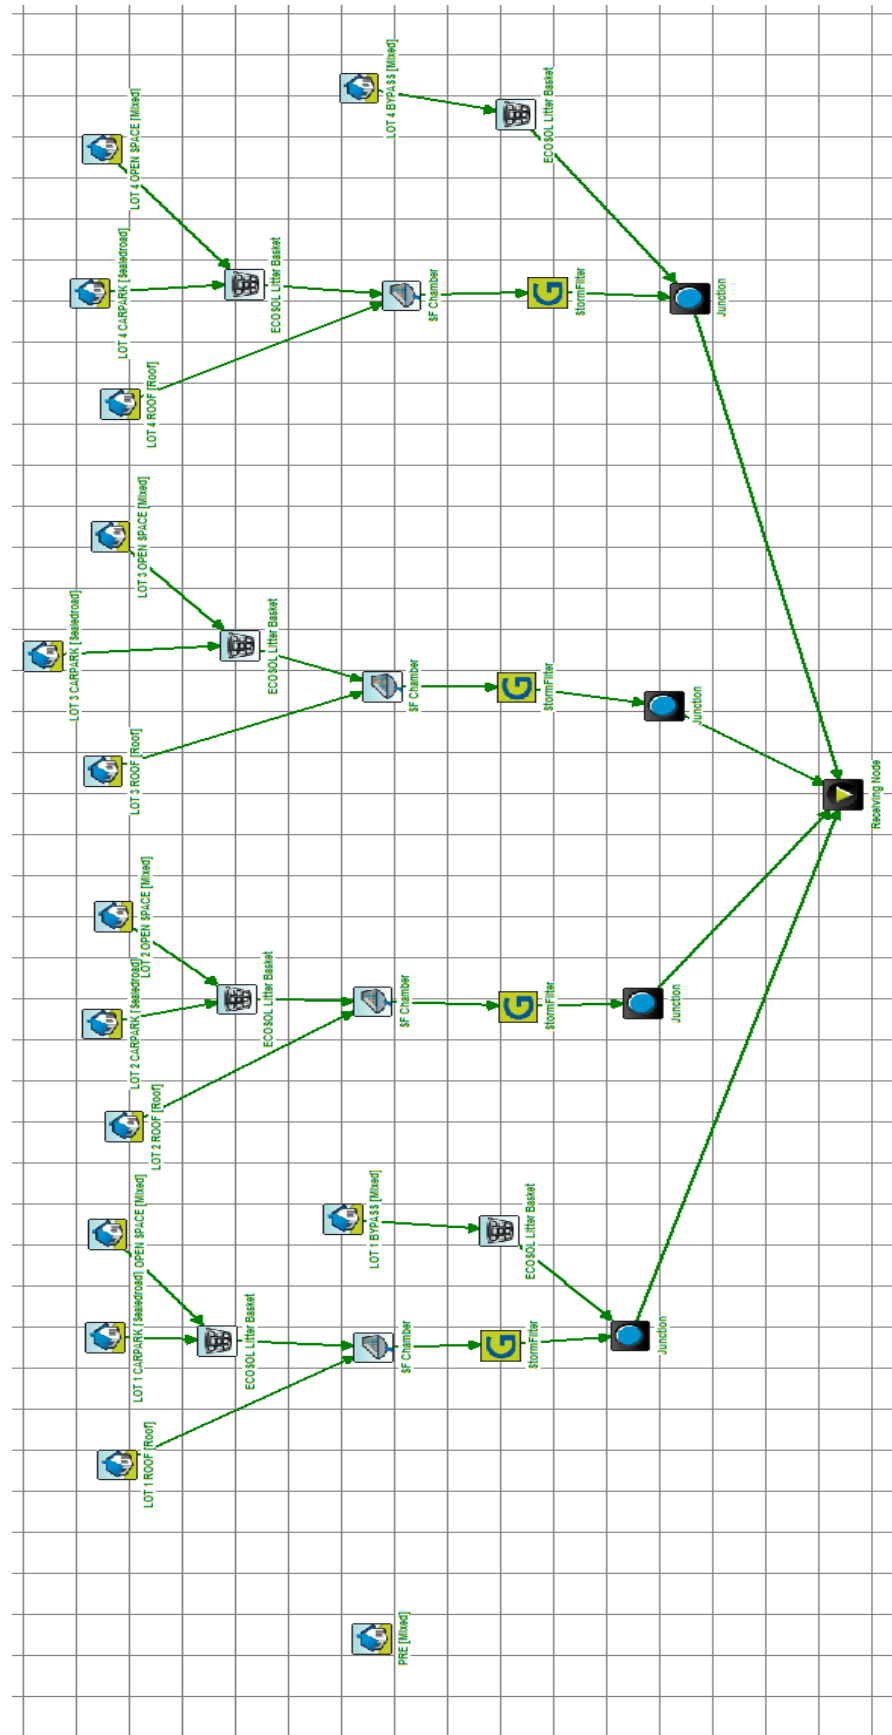 PRE [Mixed]
LOT 1 ROOF [Roof]
LOT 1 CARPARK [Sealedroad]
OPEN SPACE [Mixed]
ECOSOL Litter Basket
SF Chamber
StormFilter
LOT 1 BYPASS [Mixed]
ECOSOL Litter Basket
Junction
LOT 2 ROOF [Roof]
LOT 2 CARPARK [Sealedroad]
LOT 2 OPEN SPACE [Mixed]
ECOSOL Litter Basket
SF Chamber
G
StormFilter
Junction
LOT 3 ROOF [Roof]
LOT 3 CARPARK [Sealedroad]
LOT 3 OPEN SPACE [Mixed]
ECOSOL Litter Basket
SF Chamber
G
StormFilter
Junction
LOT 4 ROOF [Roof]
LOT 4 CARPARK [Sealedroad]
LOT 4 OPEN SPACE [Mixed]
ECOSOL Litter Basket
SF Chamber
G
StormFilter
LOT 4 BYPASS [Mixed]
ECOSOL Litter Basket
Junction
Receiving Node
G